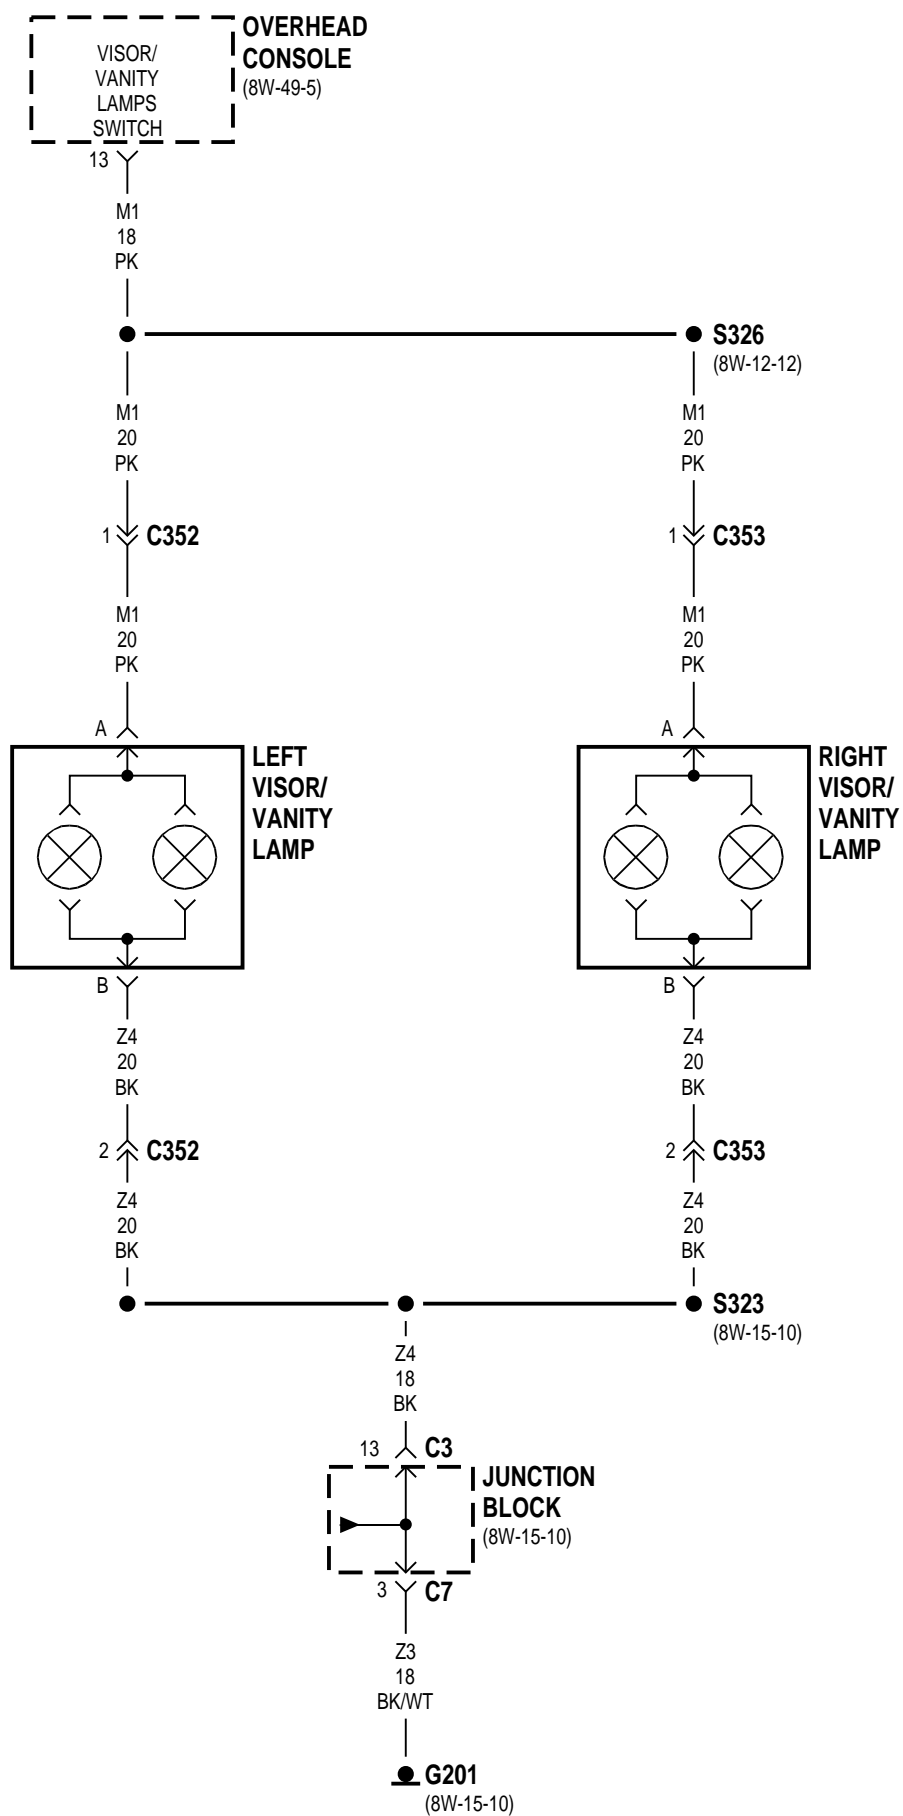 OVERHEAD
CONSOLE
(8W-49-5)
VISOR/
VANITY
LAMPS
SWITCH
13
M1
18
PK
S326
(8W-12-12)
M1
20
PK
M1
20
PK
1
C352
1
C353
M1
20
PK
M1
20
PK
A
LEFT
VISOR/
VANITY
LAMP
A
RIGHT
VISOR/
VANITY
LAMP
B
B
Z4
20
BK
Z4
20
BK
2
C352
2
C353
Z4
20
BK
Z4
20
BK
S323
(8W-15-10)
Z4
18
BK
13
C3
JUNCTION
BLOCK
(8W-15-10)
3
C7
Z3
18
BK/WT
G201
(8W-15-10)